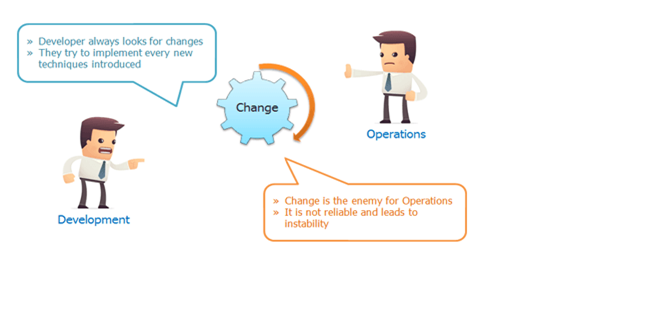 » Developer always looks for changes
» They try to implement every new
techniques introduced
Change
Operations
Development
» Change is the enemy for Operations
» It is not reliable and leads to
instability